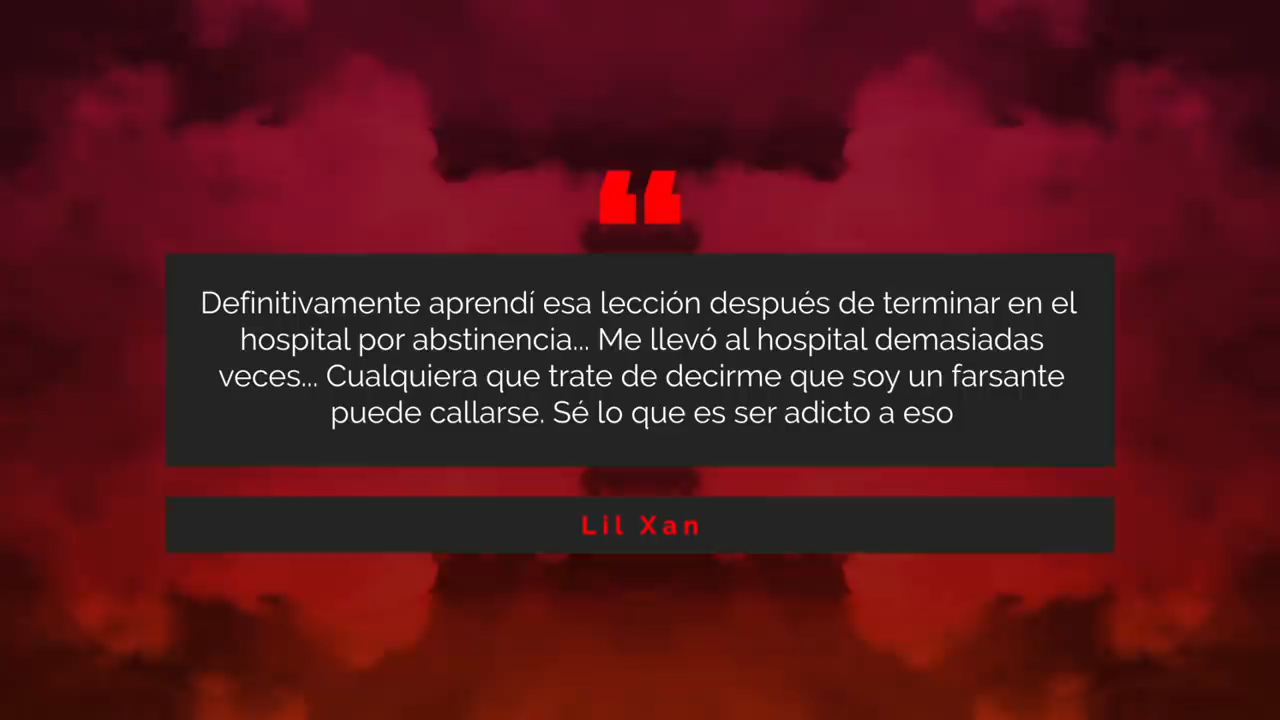 ❝
Definitivamente aprendí esa lección después de terminar en el
hospital por abstinencia... Me llevó al hospital demasiadas
veces... Cualquiera que trate de decirme que soy un farsante
puede callarse. Sé lo que es ser adicto a eso
Lil Xan